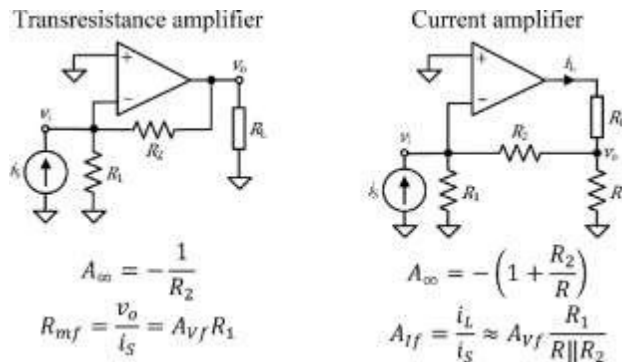 Transresistance amplifier
Current amplifier
+
−
v_o
v_i
R_2
R_L
i_S
R_1
A_∞ = −1/R_2
R_mf = v_o/i_S = A_Vf R_1
+
−
i_L
v_i
R_2
v_o
i_S
R_1
R
A_∞ = −(1 + R_2/R)
A_If = i_L/i_S ≈ A_Vf R_1/(R∥R_2)